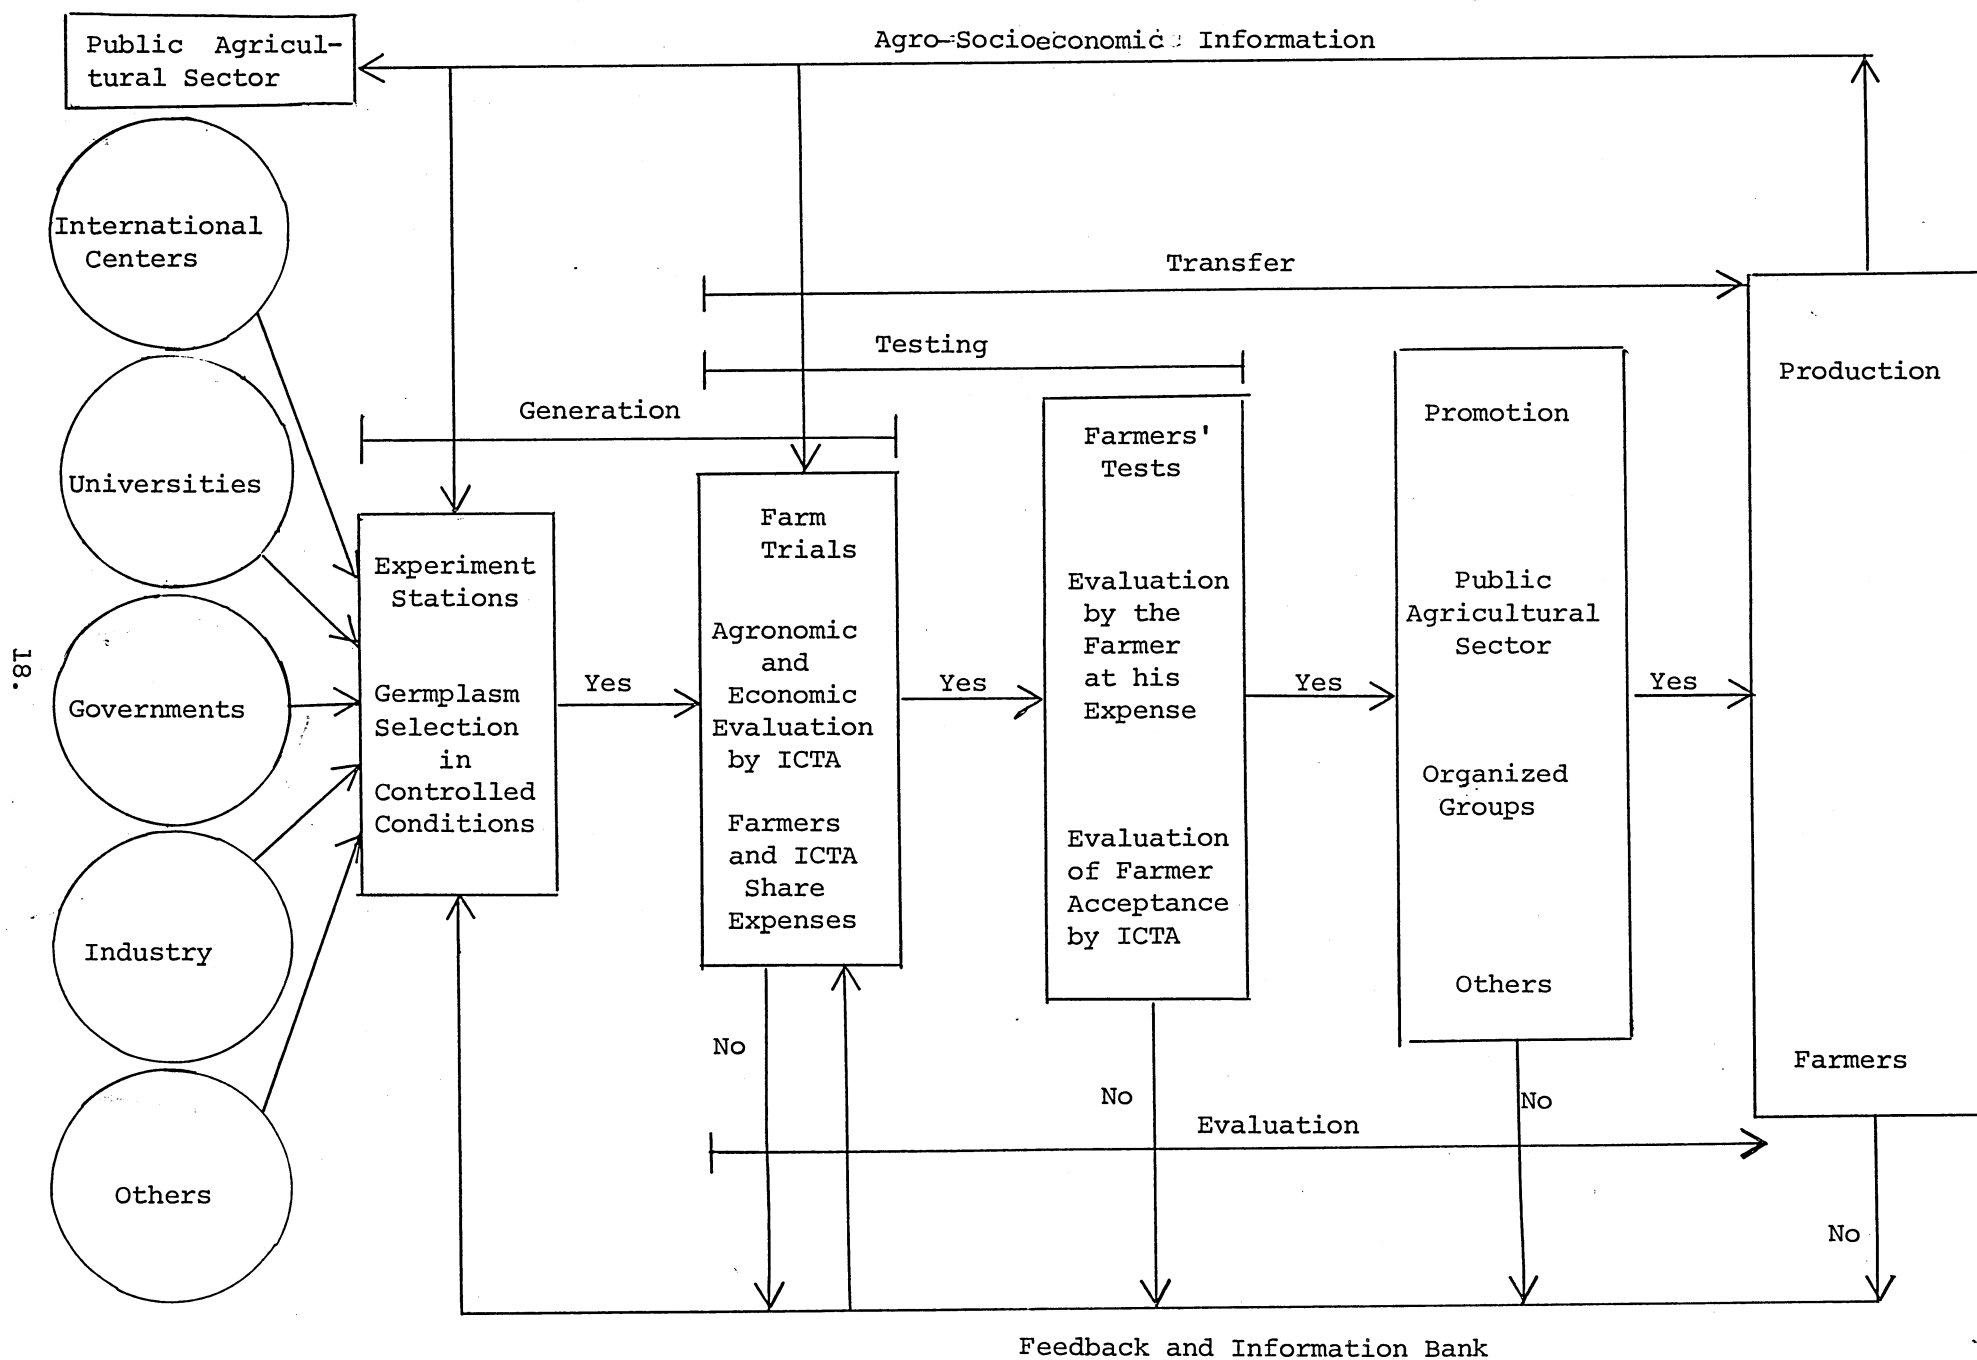 Public Agricul-
tural Sector
Agro-Socioeconomic Information
International
Centers
Universities
Governments
Industry
Others
18.
Transfer
Testing
Generation
Experiment
Stations
Germplasm
Selection
in
Controlled
Conditions
Yes
Farm
Trials
Agronomic
and
Economic
Evaluation
by ICTA
Farmers
and ICTA
Share
Expenses
Yes
Farmers'
Tests
Evaluation
by the
Farmer
at his
Expense
Evaluation
of Farmer
Acceptance
by ICTA
Yes
Promotion
Public
Agricultural
Sector
Organized
Groups
Others
Yes
Production
Farmers
No
No
No
Evaluation
No
Feedback and Information Bank